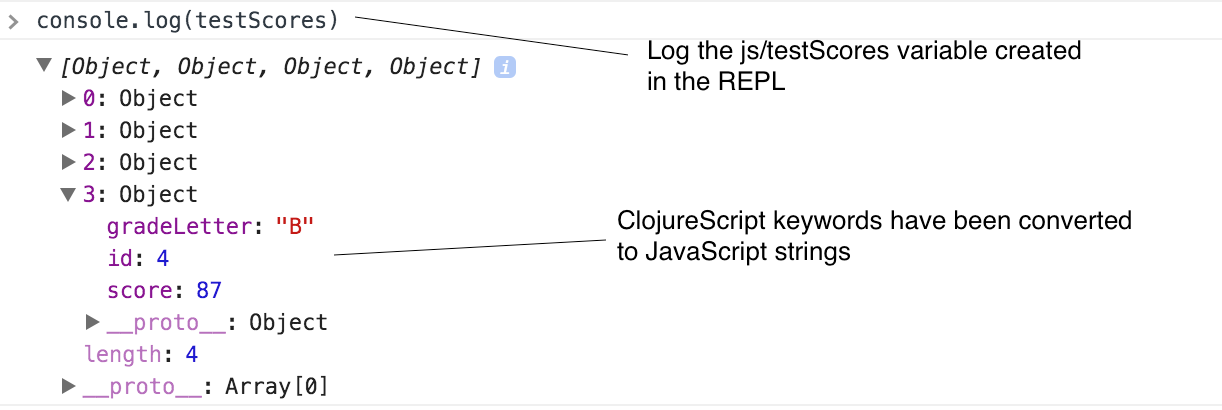 > console.log(testScores)
Log the js/testScores variable created
in the REPL
▼ [Object, Object, Object, Object] i
▶ 0: Object
▶ 1: Object
▶ 2: Object
▼ 3: Object
gradeLetter: "B"
ClojureScript keywords have been converted
to JavaScript strings
id: 4
score: 87
▶ __proto__: Object
length: 4
▶ __proto__: Array[0]